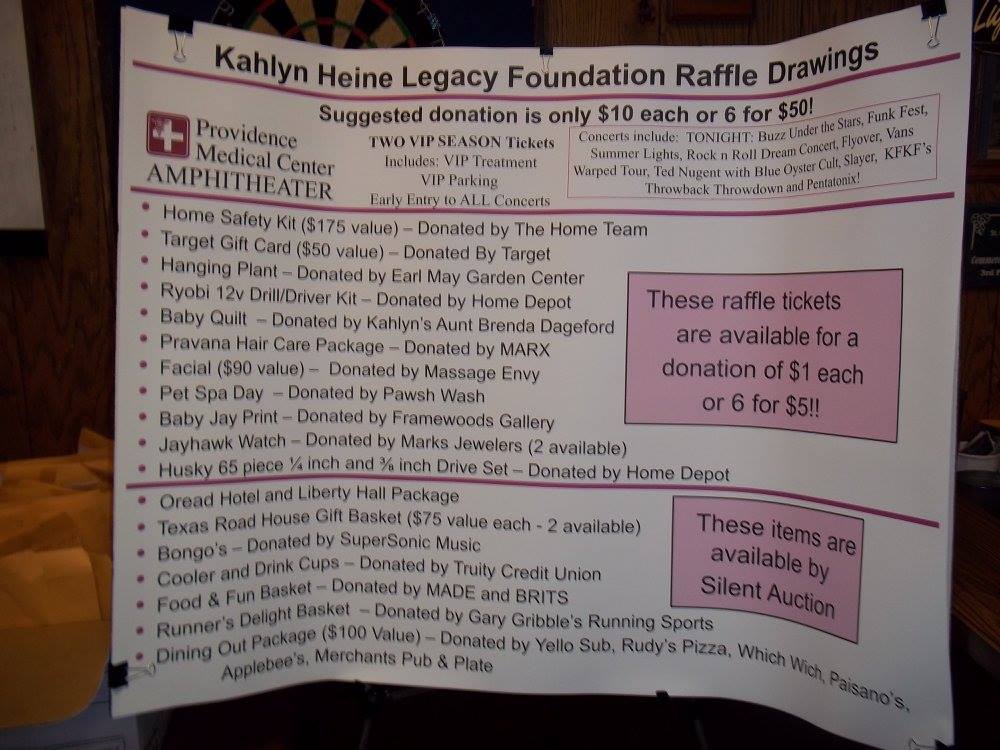 Kahlyn Heine Legacy Foundation Raffle Drawings
Suggested donation is only $10 each or 6 for $50!
Providence
Medical Center
AMPHITHEATER
TWO VIP SEASON Tickets
Includes: VIP Treatment
VIP Parking
Early Entry to ALL Concerts
Concerts include: TONIGHT: Buzz Under the Stars, Funk Fest,
Summer Lights, Rock n Roll Dream Concert, Flyover, Vans
Warped Tour, Ted Nugent with Blue Oyster Cult, Slayer, KFKF's
Throwback Throwdown and Pentatonix!
• Home Safety Kit ($175 value) – Donated by The Home Team
• Target Gift Card ($50 value) – Donated By Target
• Hanging Plant – Donated by Earl May Garden Center
• Ryobi 12v Drill/Driver Kit – Donated by Home Depot
• Baby Quilt – Donated by Kahlyn's Aunt Brenda Dageford
• Pravana Hair Care Package – Donated by MARX
• Facial ($90 value) – Donated by Massage Envy
• Pet Spa Day – Donated by Pawsh Wash
• Baby Jay Print – Donated by Framewoods Gallery
• Jayhawk Watch – Donated by Marks Jewelers (2 available)
• Husky 65 piece ¼ inch and ⅜ inch Drive Set – Donated by Home Depot
These raffle tickets
are available for a
donation of $1 each
or 6 for $5!!
• Oread Hotel and Liberty Hall Package
• Texas Road House Gift Basket ($75 value each - 2 available)
• Bongo's – Donated by SuperSonic Music
• Cooler and Drink Cups – Donated by Truity Credit Union
• Food & Fun Basket – Donated by MADE and BRITS
• Runner's Delight Basket – Donated by Gary Gribble's Running Sports
• Dining Out Package ($100 Value) – Donated by Yello Sub, Rudy's Pizza, Which Wich, Paisano's,
Applebee's, Merchants Pub & Plate
These items are
available by
Silent Auction